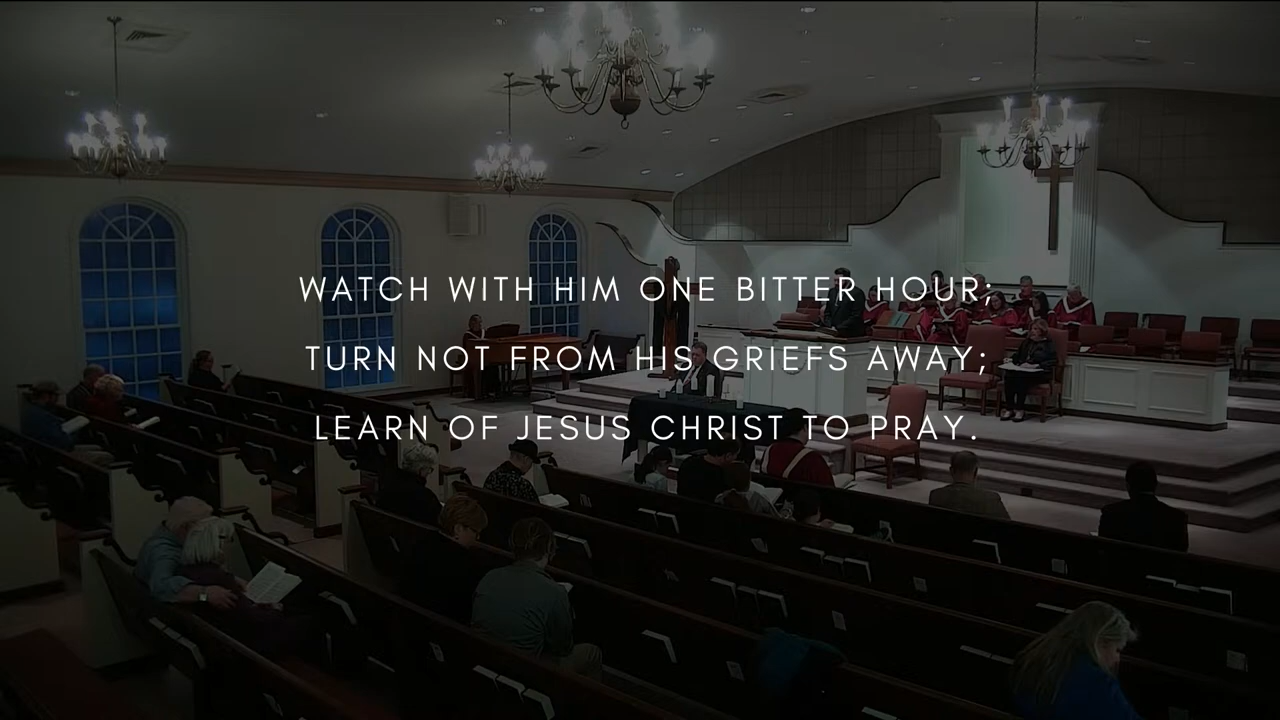 WATCH WITH HIM ONE BITTER HOUR;
TURN NOT FROM HIS GRIEFS AWAY;
LEARN OF JESUS CHRIST TO PRAY.